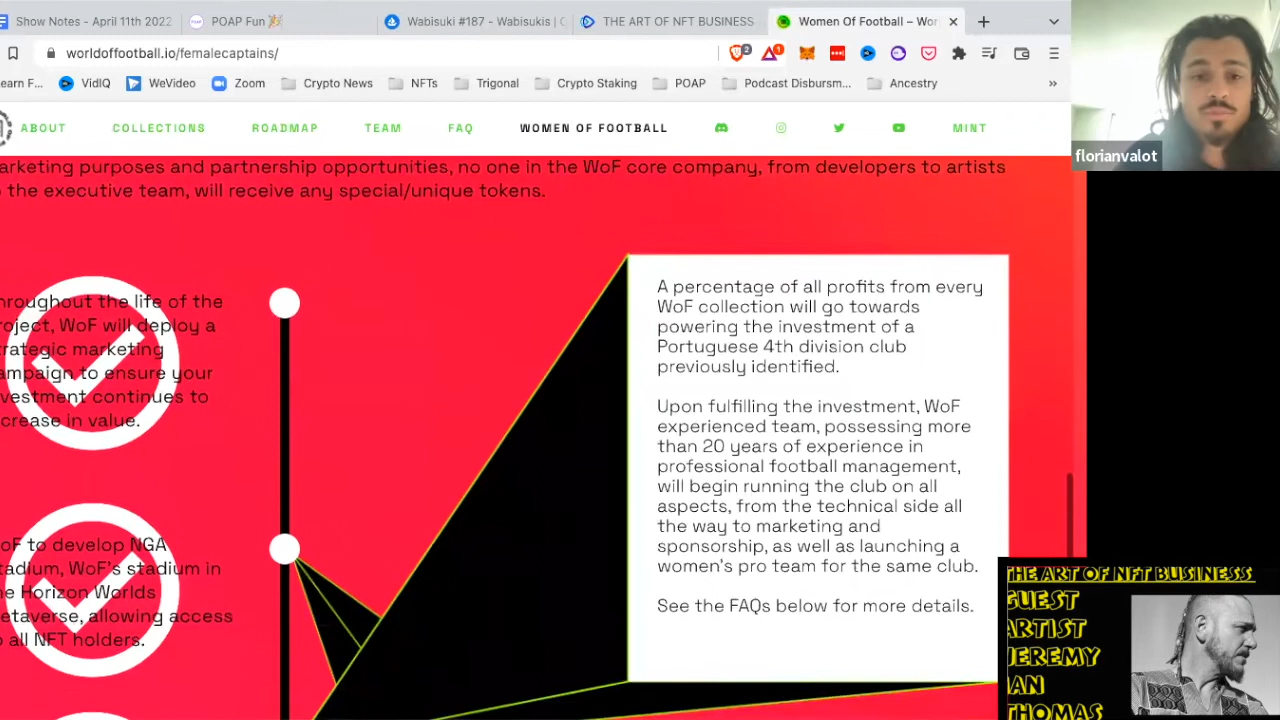 Show Notes - April 11th 2022
POAP Fun
Wabisuki #187 - Wabisukis | O
THE ART OF NFT BUSINESS
Women Of Football – Wor
worldoffootball.io/femalecaptains/
2
1
earn F...
VidIQ
WeVideo
Zoom
Crypto News
NFTs
Trigonal
Crypto Staking
POAP
Podcast Disbursm...
Ancestry
»
ABOUT
COLLECTIONS
ROADMAP
TEAM
FAQ
WOMEN OF FOOTBALL
MINT
florianvalot
arketing purposes and partnership opportunities, no one in the WoF core company, from developers to artists
o the executive team, will receive any special/unique tokens.
hroughout the life of the
roject, WoF will deploy a
trategic marketing
ampaign to ensure your
vestment continues to
crease in value.
oF to develop NGA
tadium, WoF's stadium in
he Horizon Worlds
etaverse, allowing access
o all NFT holders.
A percentage of all profits from every
WoF collection will go towards
powering the investment of a
Portuguese 4th division club
previously identified.
Upon fulfilling the investment, WoF
experienced team, possessing more
than 20 years of experience in
professional football management,
will begin running the club on all
aspects, from the technical side all
the way to marketing and
sponsorship, as well as launching a
women's pro team for the same club.
See the FAQs below for more details.
THE ART OF NFT BUSINESS
GUEST
ARTIST
JEREMY
IAN
THOMAS